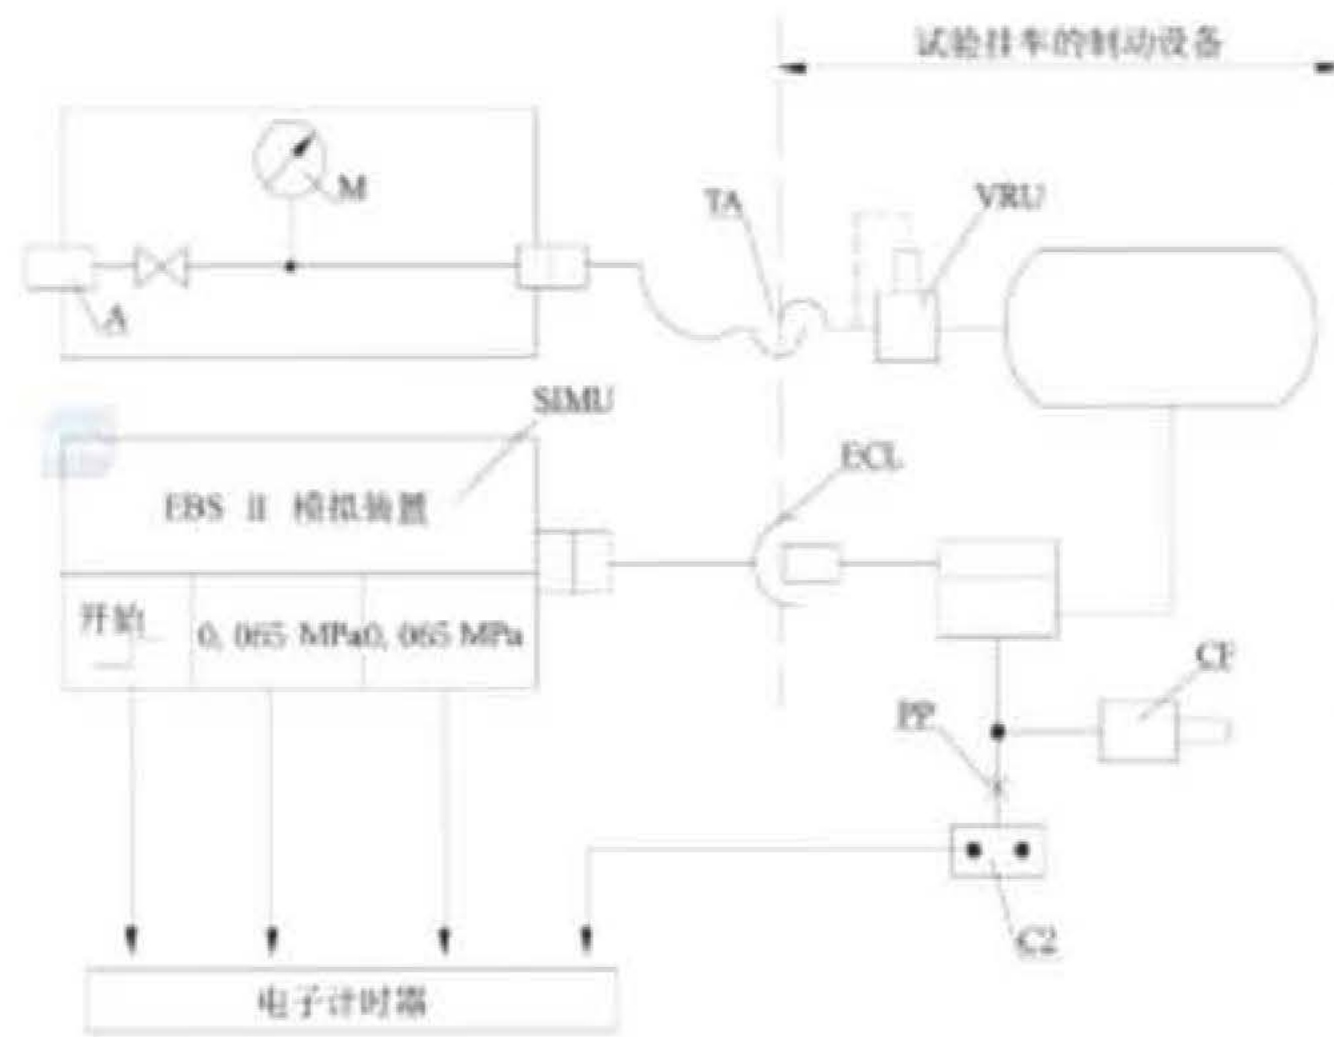 试验挂车的制动设备
M
TA
VRU
A
SIMU
ECL
EBS II 模拟装置
开始
0, 065 MPa
0, 065 MPa
CF
PP
C2
电子计时器